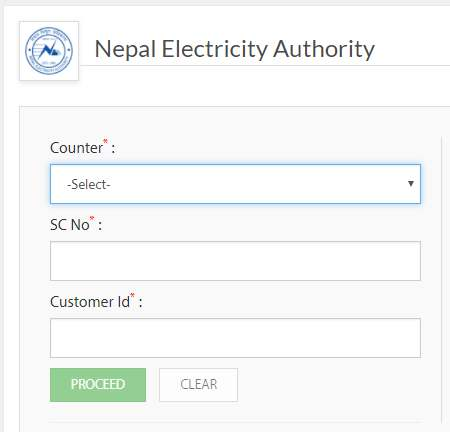 Nepal Electricity Authority
Counter* :
-Select-
SC No* :
Customer Id* :
PROCEED
CLEAR